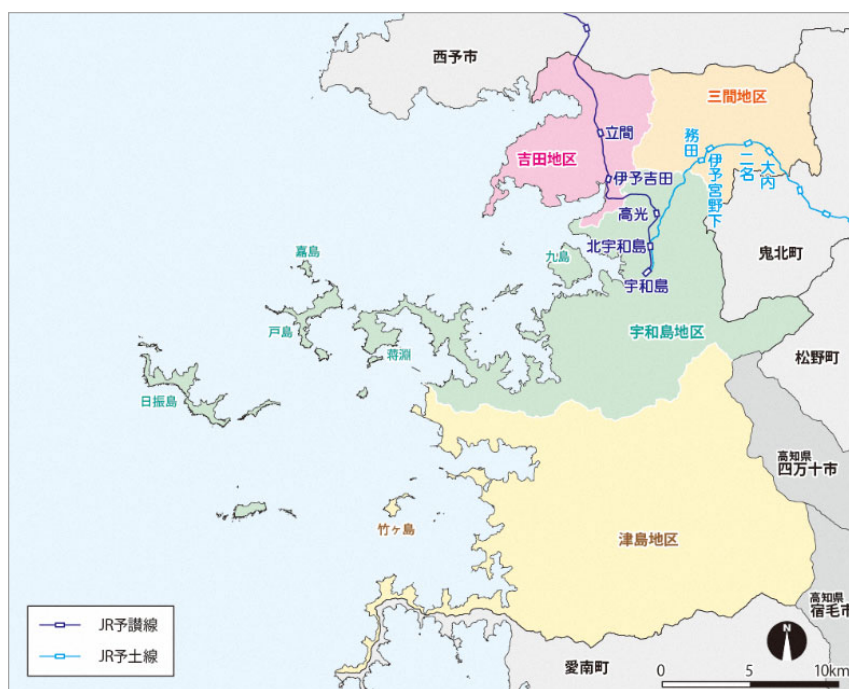 西予市
三間地区
立間
吉田地区
務田
伊予宮野下
二名
大内
伊予吉田
高光
鬼北町
嘉島
九島
北宇和島
宇和島
戸島
蒋淵
宇和島地区
松野町
日振島
高知県
四万十市
竹ヶ島
津島地区
高知県
宿毛市
JR予讃線
JR予土線
愛南町
N
0 5 10km